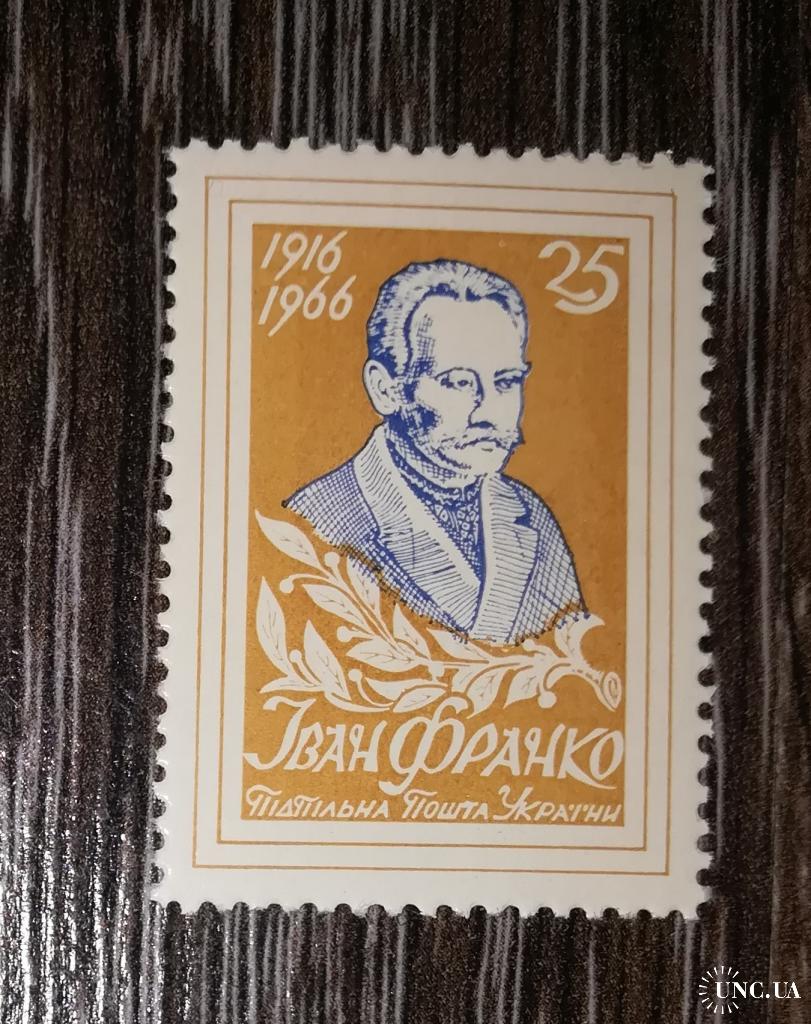 1916
1966
25
Іван Франко
Підпільна Пошта України
UNC.UA